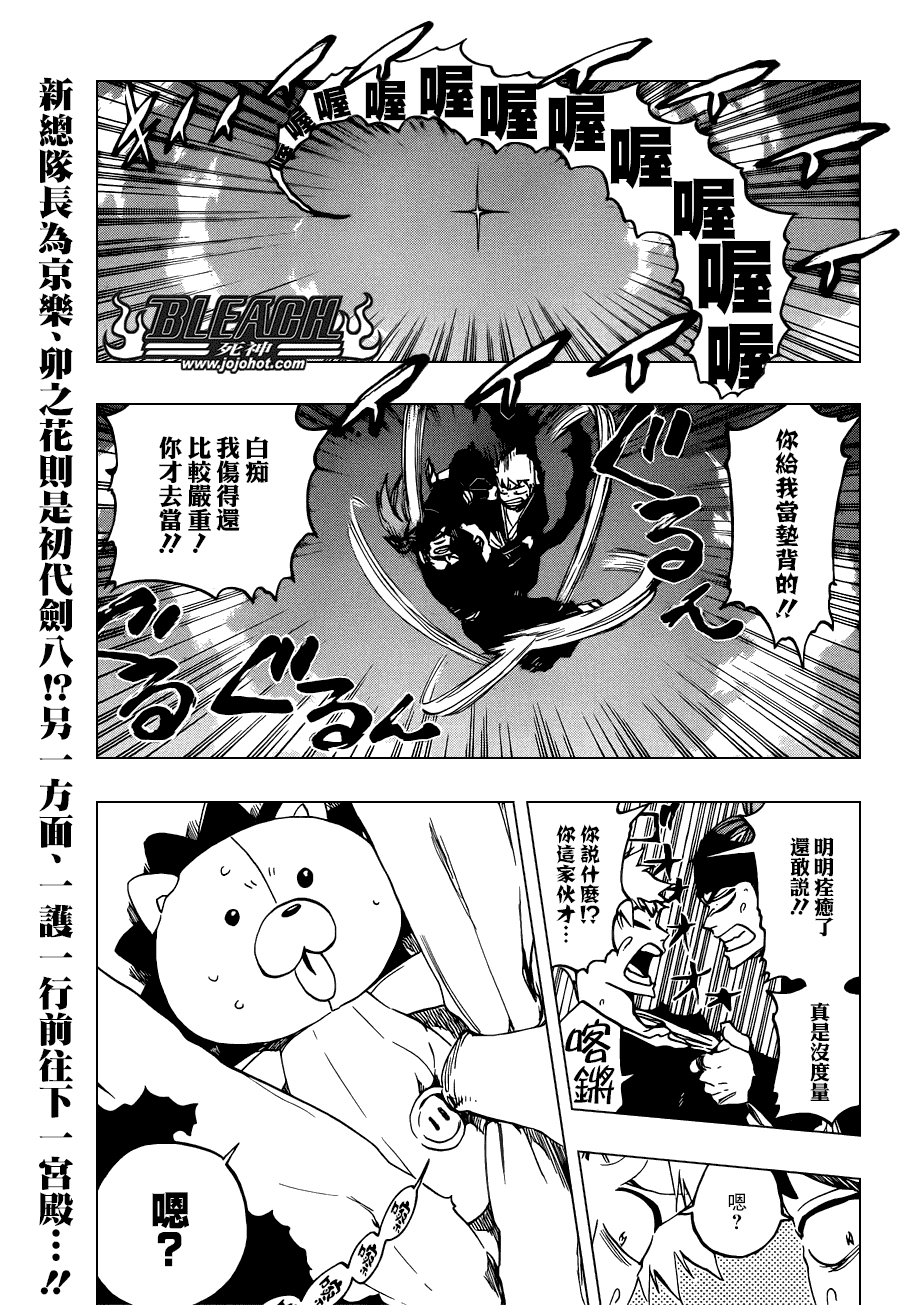 新總隊長為京樂、卯之花則是初代劍八!?另一方面、一護一行前往下一宮殿…!!
喔喔喔喔喔喔喔喔喔喔
BLEACH
死神
www.jojohot.com
你給我當墊背的!!
白痴
我傷得還
比較嚴重!
你才去當!!
ぐるん
ぐるぐるん
明明痊癒了
還敢說!!
你說什麼!?
你這家伙才…
真是沒度量
喀鏘
嗯?
嗯?